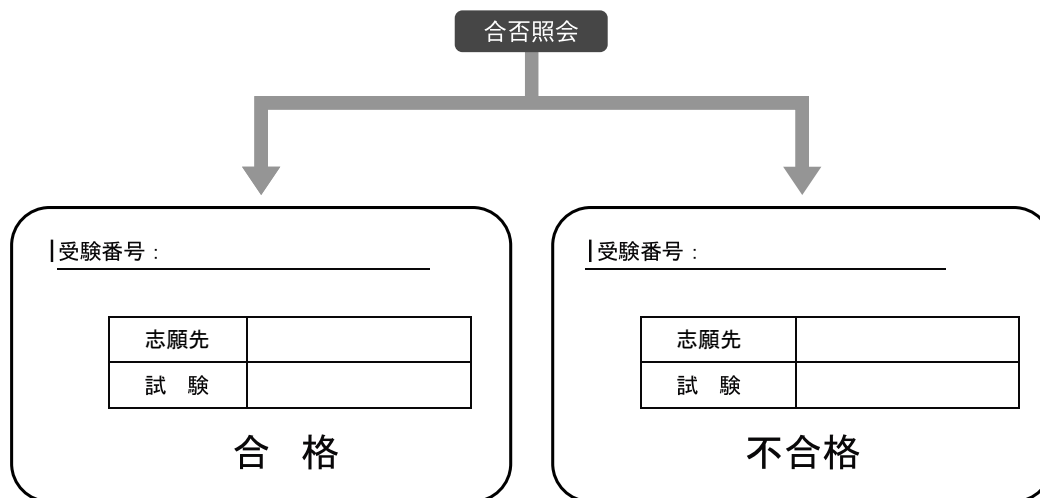 合否照会
受験番号：
志願先
試　験
合　格
受験番号：
志願先
試　験
不合格